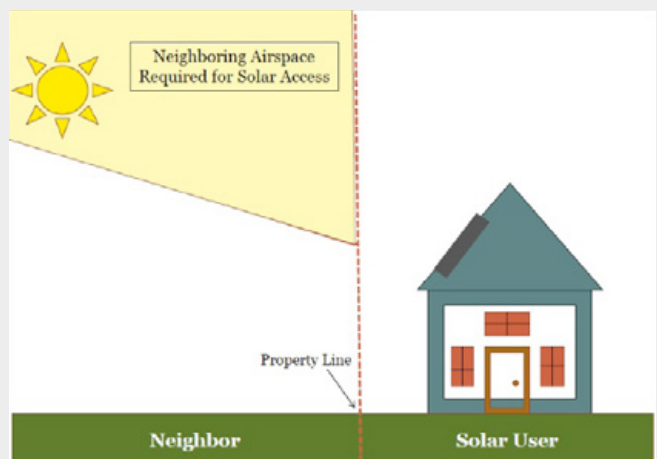 Neighboring Airspace
Required for Solar Access
Property Line
Neighbor
Solar User